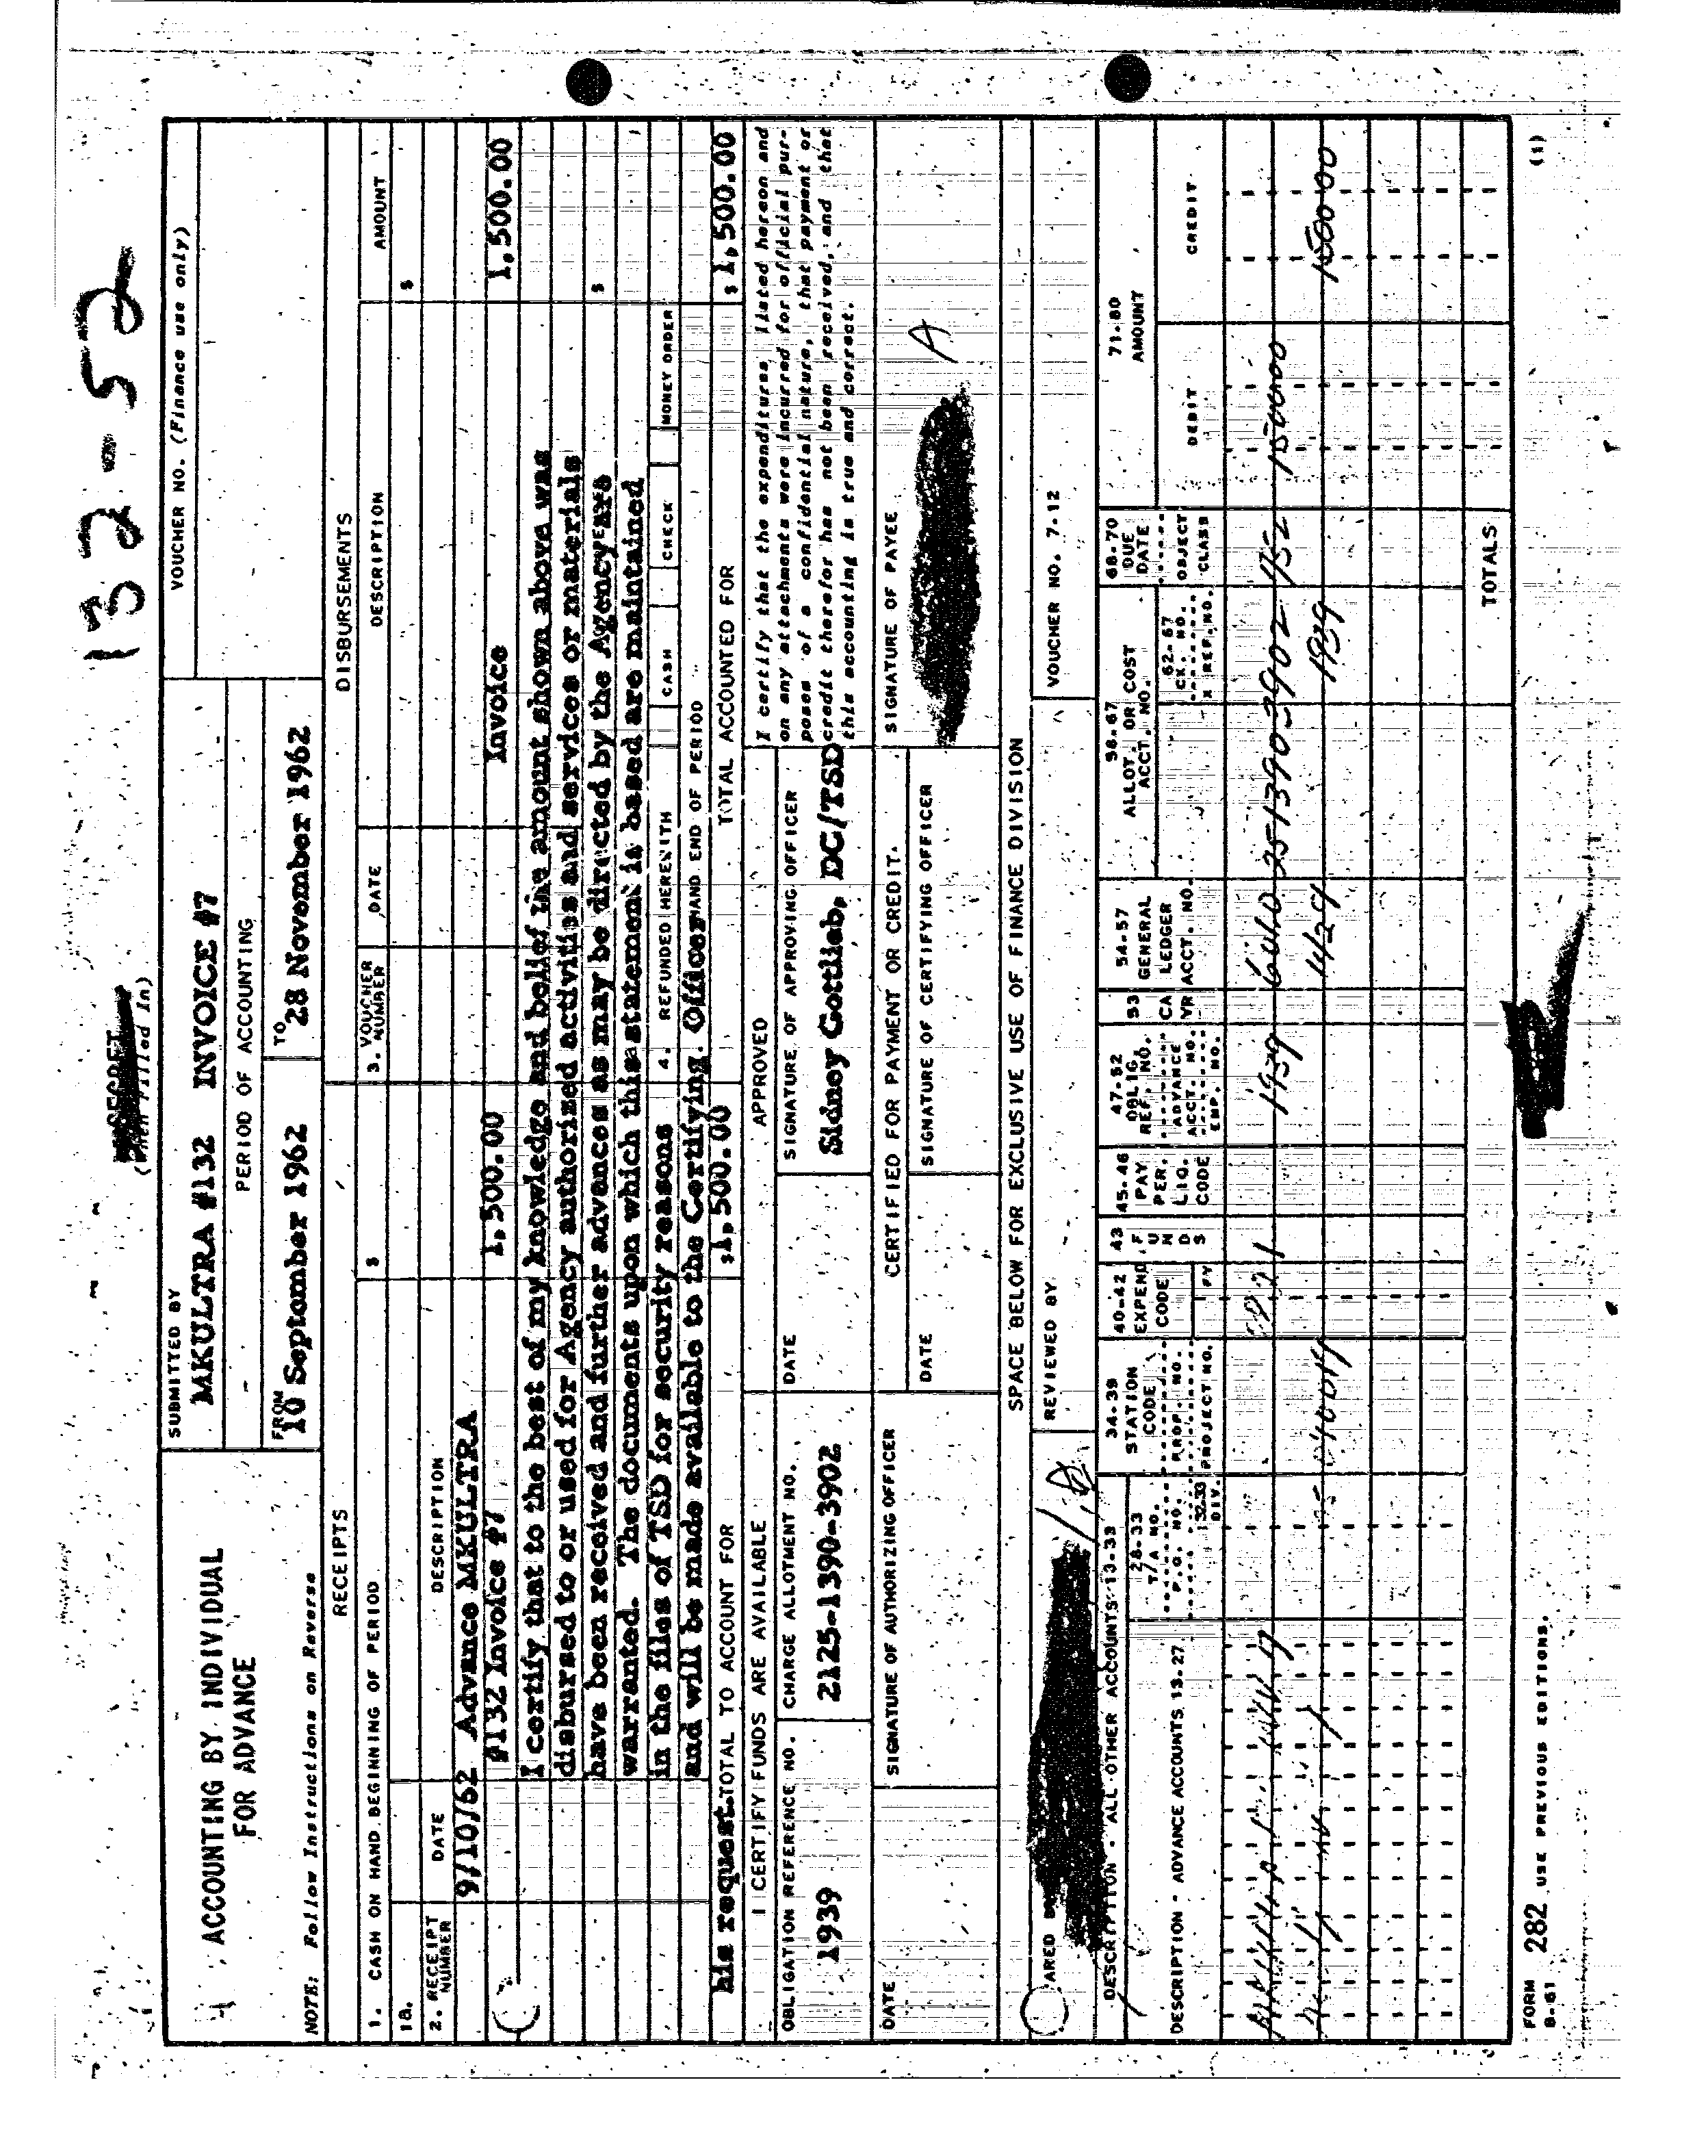 132-52
SECRET
(When Filled In)
ACCOUNTING BY INDIVIDUAL
FOR ADVANCE
NOTE: Follow Instructions on Reverse
SUBMITTED BY
MKULTRA #132 INVOICE #7
PERIOD OF ACCOUNTING
FROM
10 September 1962
TO
28 November 1962
VOUCHER NO. (Finance use only)
RECEIPTS
DISBURSEMENTS
1. CASH ON HAND BEGINNING OF PERIOD
$
3. VOUCHER NUMBER
DATE
DESCRIPTION
AMOUNT
1a.
$
2. RECEIPT NUMBER
DATE
DESCRIPTION
9/10/62 Advance MKULTRA
#132 Invoice #7 1,500.00 Invoice 1,500.00
I certify that to the best of my knowledge and belief the amount shown above was
disbursed to or used for Agency authorized activities and services or materials
have been received and further advances as may be directed by the Agency are $
warranted. The documents upon which this statement is based are maintained
in the files of TSD for security reasons 4. REFUNDED HEREWITH CASH CHECK MONEY ORDER
and will be made available to the Certifying Officer HAND END OF PERIOD
his request. TOTAL TO ACCOUNT FOR $1,500.00 TOTAL ACCOUNTED FOR $1,500.00
I CERTIFY FUNDS ARE AVAILABLE
APPROVED
I certify that the expenditures listed hereon and
on any attachments were incurred for official pur-
poses of a confidential nature, that payment or
credit therefor has not been received, and that
this accounting is true and correct.
OBLIGATION REFERENCE NO.
1939
CHARGE ALLOTMENT NO.
2125-1390-3902
DATE
SIGNATURE OF APPROVING OFFICER
Sidney Gottlieb, DC/TSD
CERTIFIED FOR PAYMENT OR CREDIT.
SIGNATURE OF PAYEE
A
DATE
SIGNATURE OF AUTHORIZING OFFICER
DATE
SIGNATURE OF CERTIFYING OFFICER
SPACE BELOW FOR EXCLUSIVE USE OF FINANCE DIVISION
REVIEWED BY
VOUCHER NO. 7-12
DESCRIPTION - ALL OTHER ACCOUNTS 13-33
DESCRIPTION - ADVANCE ACCOUNTS 13-27
28-33
T/A NO.
P.O. NO.
32-33
DIV.
34-39
STATION
CODE
PROP. NO.
PROJECT NO.
40-42
EXPEND
CODE
FY
43
FUNDS
45-46
PAY
PER.
LIQ.
CODE
47-52
OBLIG.
REF. NO.
ADVANCE
ACCT. NO.
EMP. NO.
53
CA
YR
54-57
GENERAL
LEDGER
ACCT. NO.
58-67
ALLOT. OR COST
ACCT. NO.
62-67
CK. NO.
X REF. NO.
68-70
DUE
DATE
OBJECT
CLASS
71-80
AMOUNT
DEBIT
CREDIT
1 1939 6010 2513903902 952 150000
1429 1939 150000
TOTALS
FORM
8-61 282 USE PREVIOUS EDITIONS.
(1)